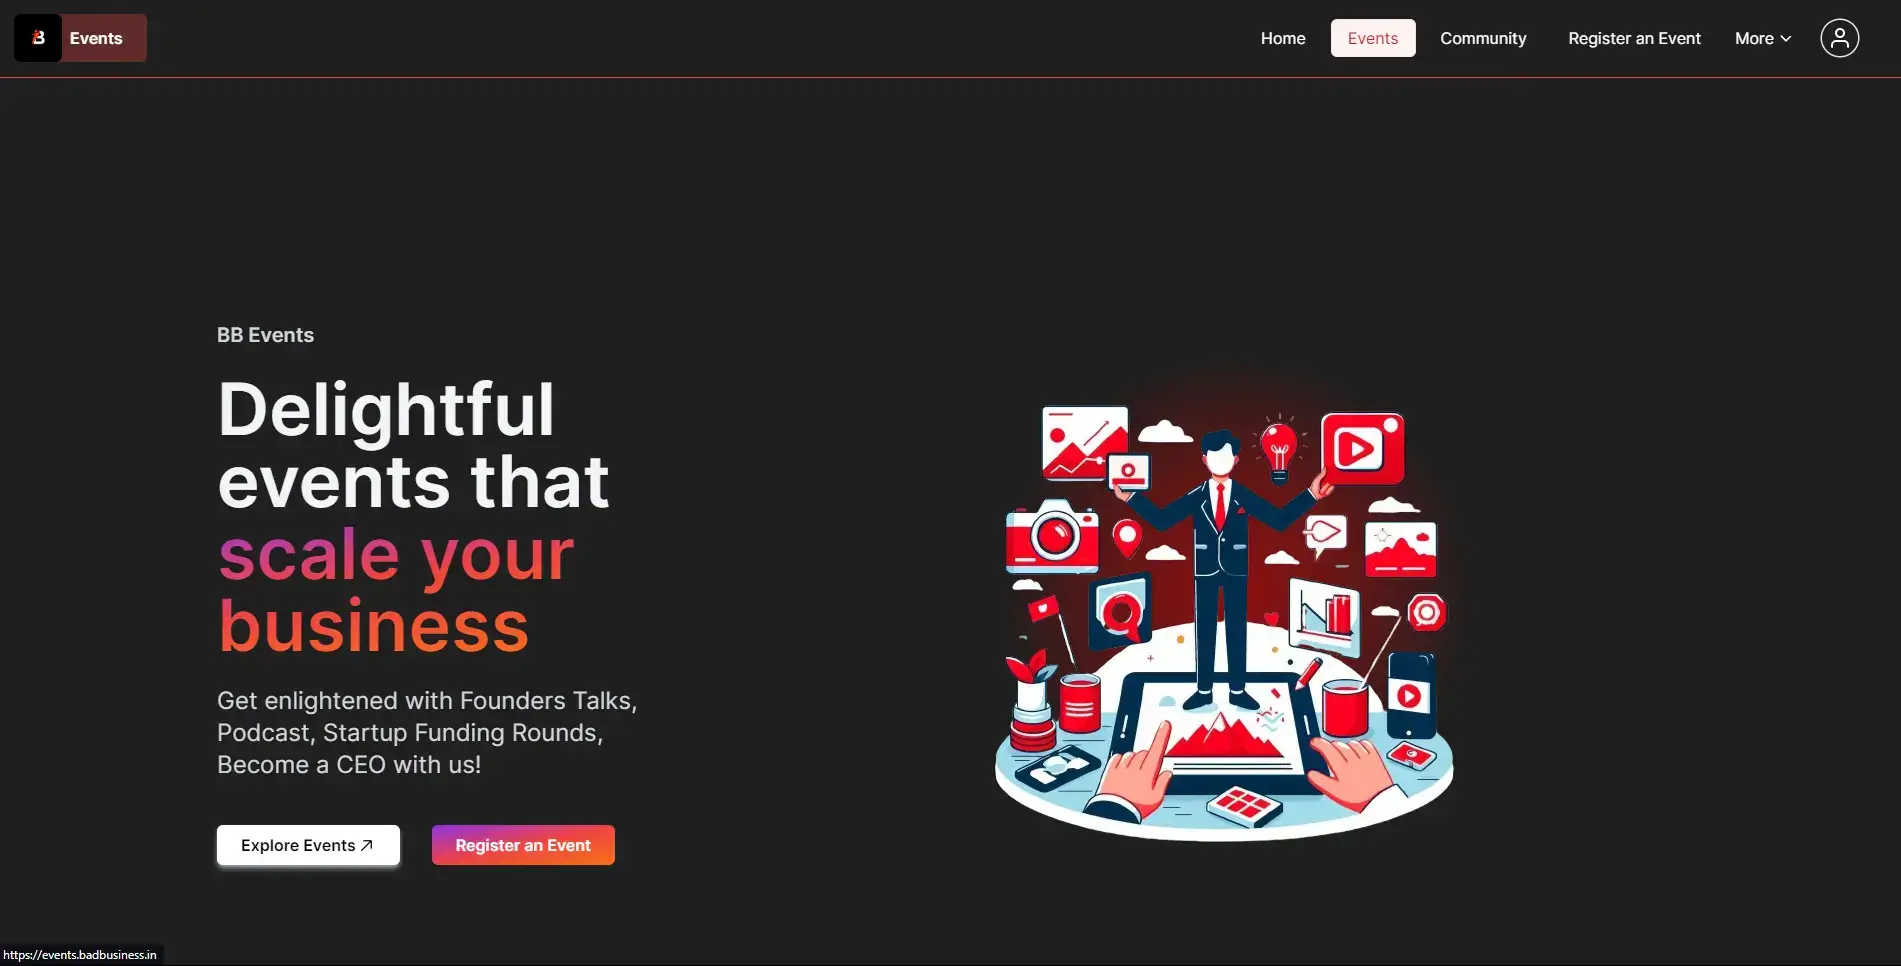 B Events
Home Events Community Register an Event More
BB Events
Delightful
events that
scale your
business
Get enlightened with Founders Talks,
Podcast, Startup Funding Rounds,
Become a CEO with us!
Explore Events Register an Event
https://events.badbusiness.in